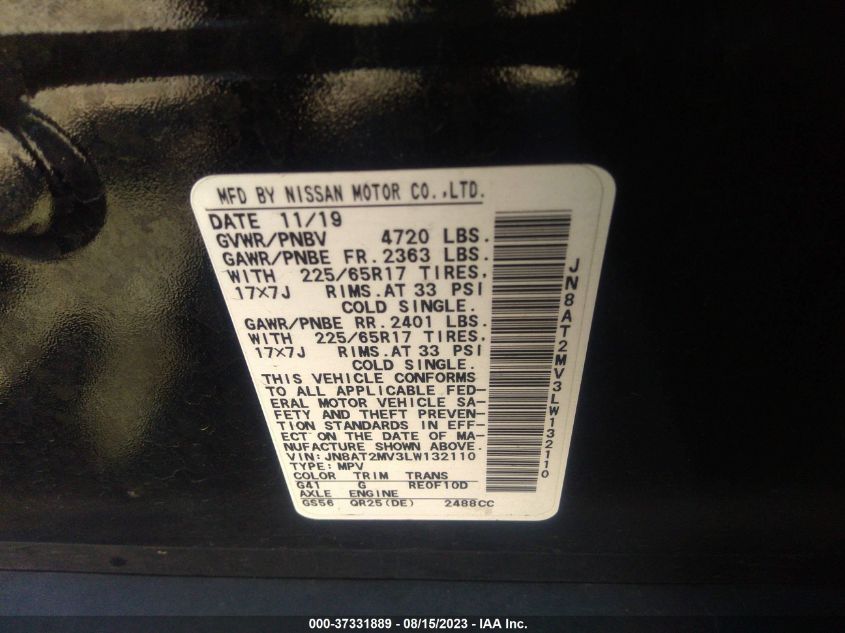 MFD BY NISSAN MOTOR CO.,LTD.
DATE 11/19
GVWR/PNBV 4720 LBS.
GAWR/PNBE FR. 2363 LBS.
WITH 225/65R17 TIRES,
17×7J RIMS.AT 33 PSI
COLD SINGLE.
GAWR/PNBE RR. 2401 LBS.
WITH 225/65R17 TIRES,
17×7J RIMS.AT 33 PSI
COLD SINGLE.
THIS VEHICLE CONFORMS
TO ALL APPLICABLE FED-
ERAL MOTOR VEHICLE SA-
FETY AND THEFT PREVEN-
TION STANDARDS IN EFF-
ECT ON THE DATE OF MA-
NUFACTURE SHOWN ABOVE.
VIN: JN8AT2MV3LW132110
TYPE: MPV
COLOR TRIM TRANS
G41 G RE0F10D
AXLE ENGINE
GS56 QR25(DE) 2488CC
JN8AT2MV3LW132110
000-37331889 - 08/15/2023 - IAA Inc.